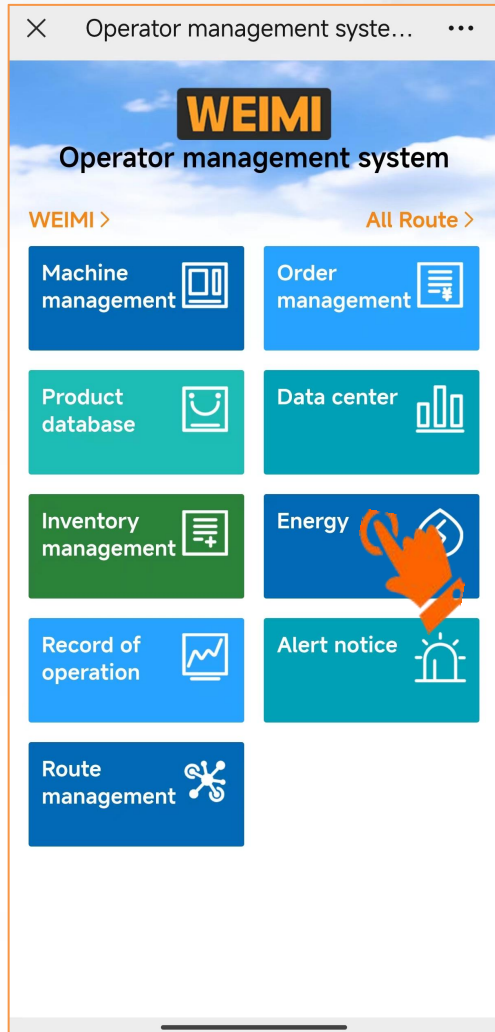 Operator management syste...
WEIMI
Operator management system
WEIMI >
All Route >
Machine
management
Order
management
Product
database
Data center
Inventory
management
Energy
Record of
operation
Alert notice
Route
management